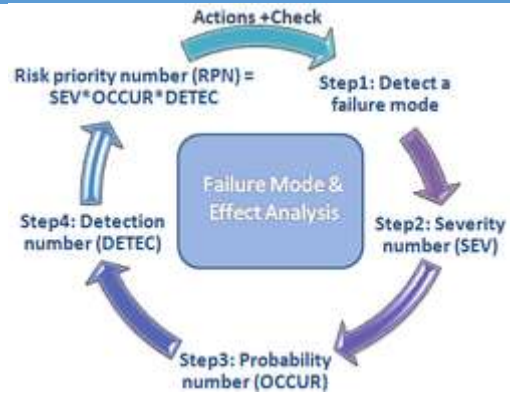 Actions +Check
Step1: Detect a
failure mode
Step2: Severity
number (SEV)
Step3: Probability
number (OCCUR)
Step4: Detection
number (DETEC)
Risk priority number (RPN) =
SEV*OCCUR*DETEC
Failure Mode &
Effect Analysis